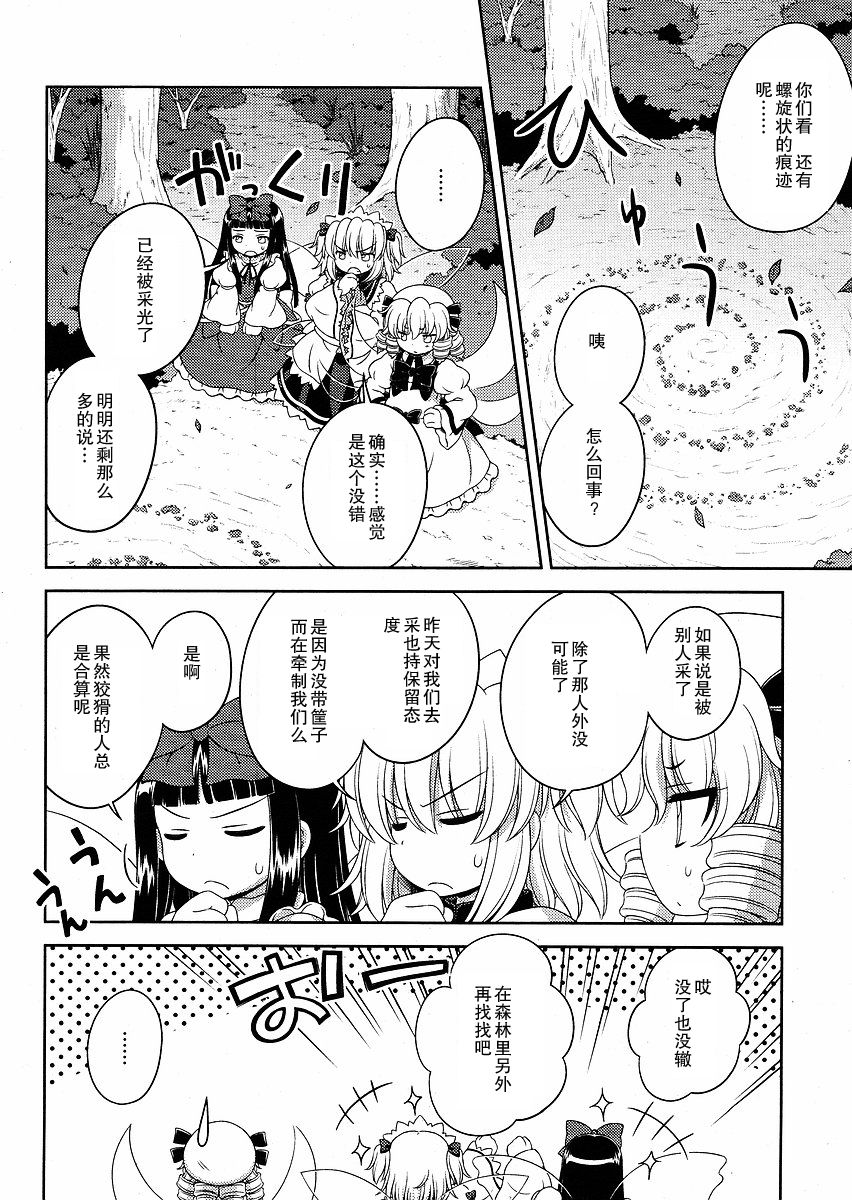 你们看 还有
螺旋状的痕迹
呢……
ひゅうう
咦
怎么回事？
……
がっくり
确实……感觉
是这个没错
已经被采光了
明明还剩那么
多的说…
如果说是被
别人采了
除了那人外没
可能了
昨天对我们去
采也持保留态
度
是因为没带筐子
而在牵制我们么
是啊
果然狡猾的人总
是合算呢
うんうん
哎
没了也没辙
在森林里另外
再找找吧
おー
……